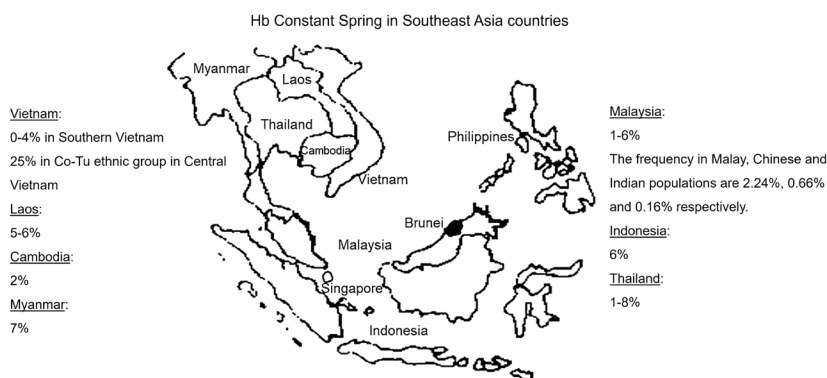 Hb Constant Spring in Southeast Asia countries
Vietnam:
0-4% in Southern Vietnam
25% in Co-Tu ethnic group in Central
Vietnam
Laos:
5-6%
Cambodia:
2%
Myanmar:
7%
Myanmar
Laos
Thailand
Cambodia
Vietnam
Philippines
Brunei
Malaysia
Singapore
Indonesia
Malaysia:
1-6%
The frequency in Malay, Chinese and
Indian populations are 2.24%, 0.66%
and 0.16% respectively.
Indonesia:
6%
Thailand:
1-8%